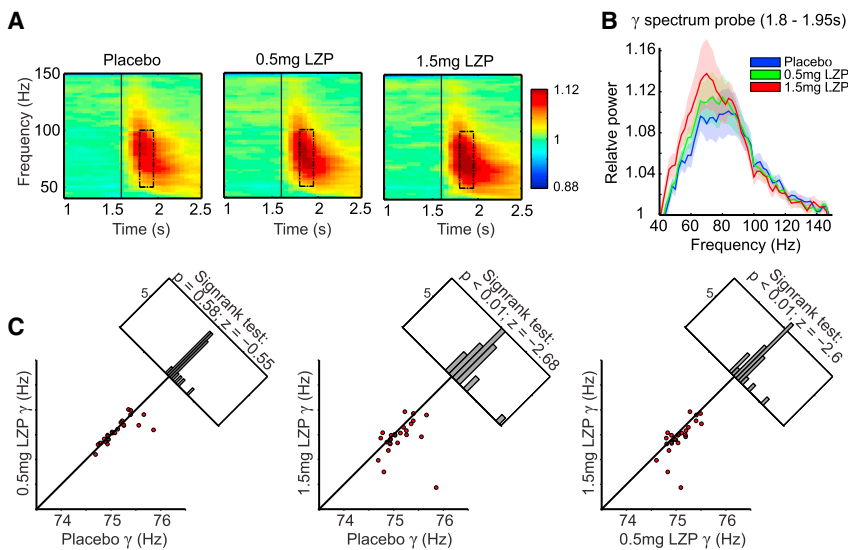 A
Placebo
0.5mg LZP
1.5mg LZP
150
100
50
Frequency (Hz)
1
1.5
2
2.5
1
1.5
2
2.5
1
1.5
2
2.5
Time (s)
Time (s)
Time (s)
1.12
1
0.88
B
γ spectrum probe (1.8 - 1.95s)
1.16
1.12
1.08
1.04
1
Relative power
Placebo
0.5mg LZP
1.5mg LZP
40
60
80
100
120
140
Frequency (Hz)
C
5
Signrank test:
p = 0.58; z = −0.55
0.5mg LZP γ (Hz)
74
75
76
Placebo γ (Hz)
5
Signrank test:
p < 0.01; z = −2.68
1.5mg LZP γ (Hz)
74
75
76
Placebo γ (Hz)
5
Signrank test:
p < 0.01; z = −2.6
1.5mg LZP γ (Hz)
74
75
76
0.5mg LZP γ (Hz)